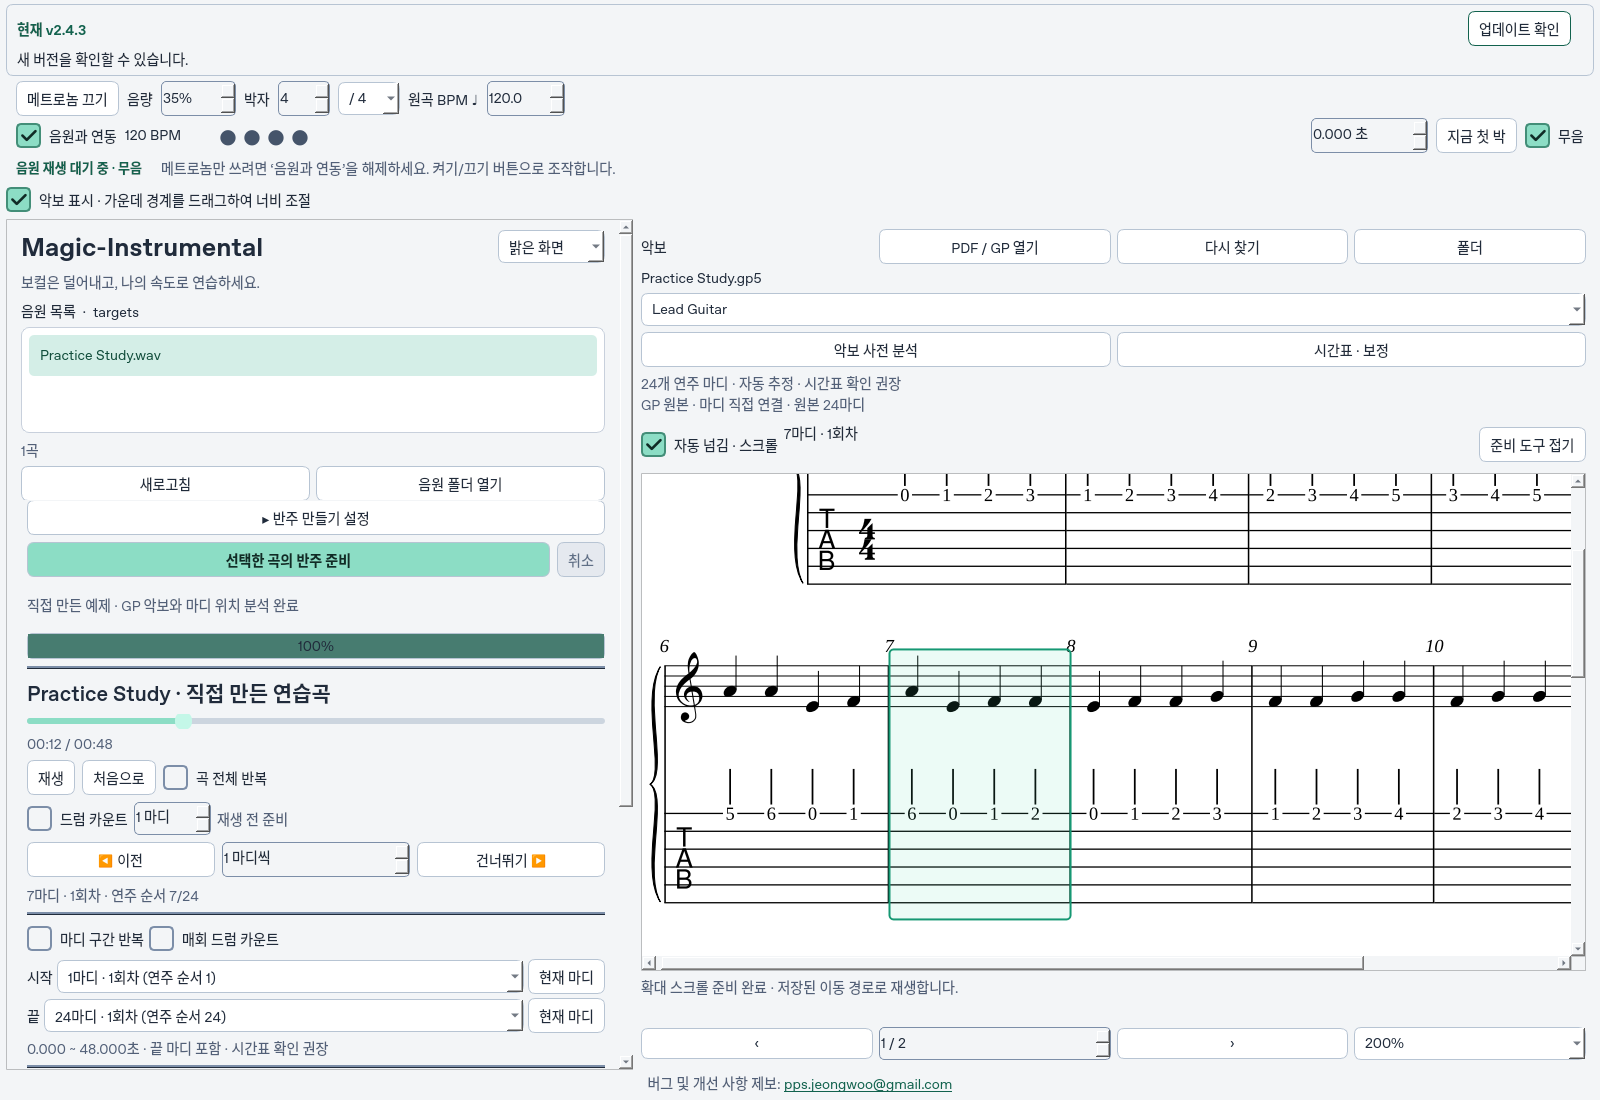 현재 v2.4.3
새 버전을 확인할 수 있습니다.
업데이트 확인
메트로놈 끄기 음량 35% 박자 4 / 4 원곡 BPM ♩ 120.0
음원과 연동 120 BPM
0.000 초 지금 첫 박 무음
음원 재생 대기 중 · 무음 메트로놈만 쓰려면 ‘음원과 연동’을 해제하세요. 켜기/끄기 버튼으로 조작합니다.
악보 표시 · 가운데 경계를 드래그하여 너비 조절
Magic-Instrumental
밝은 화면
보컬은 덜어내고, 나의 속도로 연습하세요.
음원 목록 · targets
Practice Study.wav
1곡
새로고침 음원 폴더 열기
▸ 반주 만들기 설정
선택한 곡의 반주 준비 취소
직접 만든 예제 · GP 악보와 마디 위치 분석 완료
100%
Practice Study · 직접 만든 연습곡
00:12 / 00:48
재생 처음으로 곡 전체 반복
드럼 카운트 1 마디 재생 전 준비
◀ 이전 1 마디씩 건너뛰기 ▶
7마디 · 1회차 · 연주 순서 7/24
마디 구간 반복 매회 드럼 카운트
시작 1마디 · 1회차 (연주 순서 1) 현재 마디
끝 24마디 · 1회차 (연주 순서 24) 현재 마디
0.000 ~ 48.000초 · 끝 마디 포함 · 시간표 확인 권장
악보 PDF / GP 열기 다시 찾기 폴더
Practice Study.gp5
Lead Guitar
악보 사전 분석 시간표 · 보정
24개 연주 마디 · 자동 추정 · 시간표 확인 권장
GP 원본 · 마디 직접 연결 · 원본 24마디
자동 넘김 · 스크롤 7마디 · 1회차 준비 도구 접기
0 1 2 3 1 2 3 4 2 3 4 5 3 4 5
T
A
B
4
4
6 7 8 9 10
5 6 0 1 6 0 1 2 0 1 2 3 1 2 3 4 2 3 4
T
A
B
확대 스크롤 준비 완료 · 저장된 이동 경로로 재생합니다.
‹ 1 / 2 › 200%
버그 및 개선 사항 제보: pps.jeongwoo@gmail.com